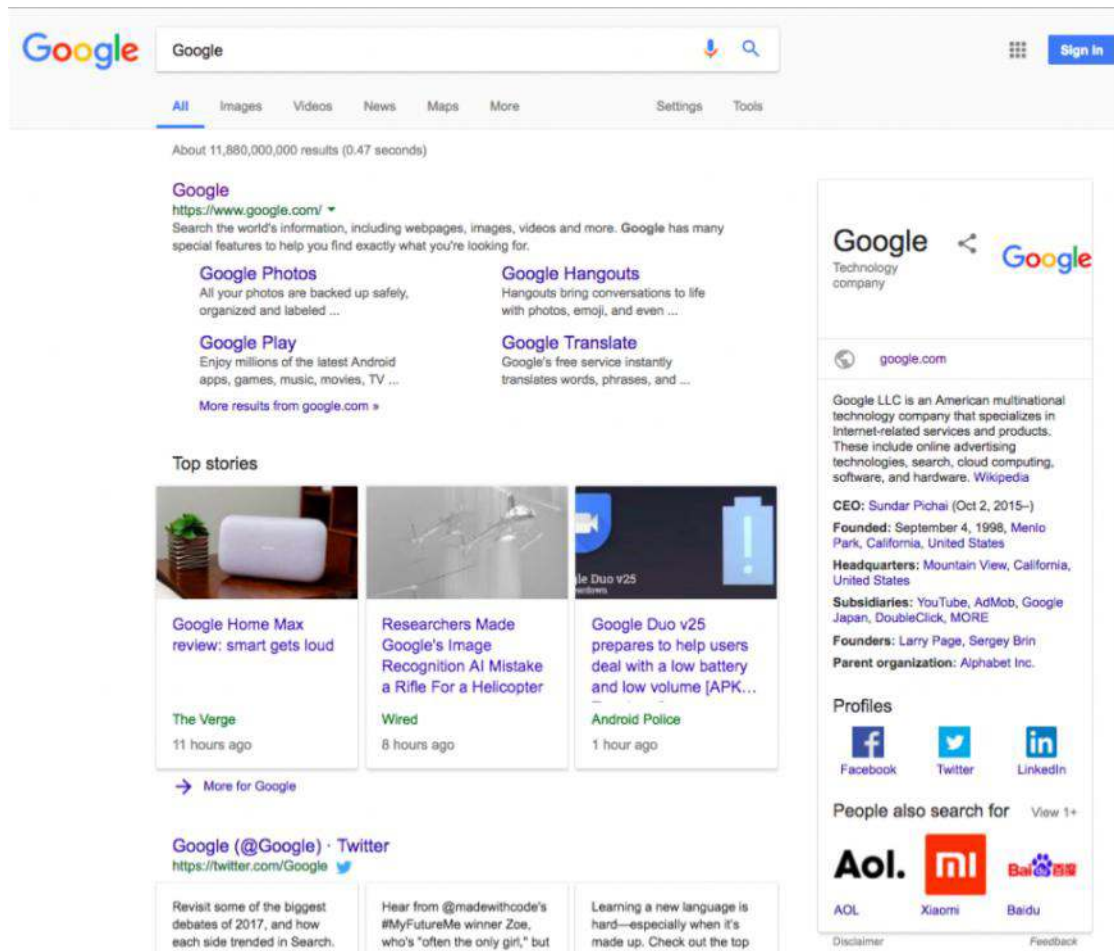 Google
Google
Sign in
All Images Videos News Maps More Settings Tools
About 11,880,000,000 results (0.47 seconds)
Google
https://www.google.com/
Search the world's information, including webpages, images, videos and more. Google has many
special features to help you find exactly what you're looking for.
Google Photos
All your photos are backed up safely,
organized and labeled ...
Google Hangouts
Hangouts bring conversations to life
with photos, emoji, and even ...
Google Play
Enjoy millions of the latest Android
apps, games, music, movies, TV ...
Google Translate
Google's free service instantly
translates words, phrases, and ...
More results from google.com »
Top stories
le Duo v25
Google Home Max
review: smart gets loud
The Verge
11 hours ago
Researchers Made
Google's Image
Recognition AI Mistake
a Rifle For a Helicopter
Wired
8 hours ago
Google Duo v25
prepares to help users
deal with a low battery
and low volume [APK...
Android Police
1 hour ago
More for Google
Google (@Google) · Twitter
https://twitter.com/Google
Revisit some of the biggest
debates of 2017, and how
each side trended in Search.
Hear from @madewithcode's
#MyFutureMe winner Zoe,
who's "often the only girl," but
Learning a new language is
hard—especially when it's
made up. Check out the top
Google
Technology
company
Google
google.com
Google LLC is an American multinational
technology company that specializes in
Internet-related services and products.
These include online advertising
technologies, search, cloud computing,
software, and hardware. Wikipedia
CEO: Sundar Pichai (Oct 2, 2015–)
Founded: September 4, 1998, Menlo
Park, California, United States
Headquarters: Mountain View, California,
United States
Subsidiaries: YouTube, AdMob, Google
Japan, DoubleClick, MORE
Founders: Larry Page, Sergey Brin
Parent organization: Alphabet Inc.
Profiles
Facebook Twitter LinkedIn
People also search for View 1+
Aol. Bai百度
AOL Xiaomi Baidu
Disclaimer Feedback